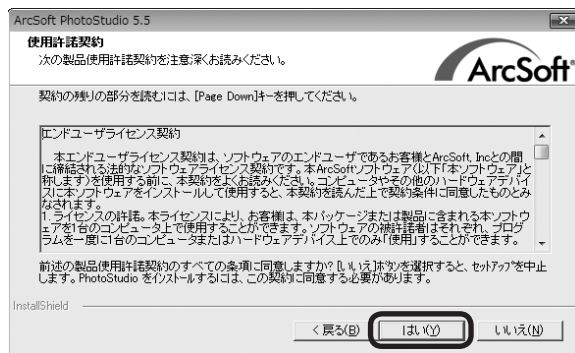 ArcSoft PhotoStudio 5.5
使用許諾契約
次の製品使用許諾契約を注意深くお読みください。
ArcSoft®
契約の残りの部分を読むには、[Page Down]キーを押してください。
エンドユーザライセンス契約
本エンドユーザライセンス契約は、ソフトウェアのエンドユーザであるお客様とArcSoft, Incとの間
に締結される法的なソフトウェアライセンス契約です。本ArcSoftソフトウェア(以下「本ソフトウェア」と
称します)を使用する前に、本契約をよくお読みください。コンピュータやその他のハードウェアデバイ
スに本ソフトウェアをインストールして使用すると、本契約を読んだ上で契約条件に同意したものとみ
なされます。
1. ライセンスの許諾。本ライセンスにより、お客様は、本パッケージまたは製品に含まれる本ソフトウ
ェアを1台のコンピュータ上で使用することができます。ソフトウェアの被許諾者はそれぞれ、プログ
ラムを一度に1台のコンピュータまたはハードウェアデバイス上でのみ「使用」することができます。
前述の製品使用許諾契約のすべての条項に同意しますか? [いいえ]ボタンを選択すると、セットアップを中止
します。PhotoStudio をインストールするには、この契約に同意する必要があります。
InstallShield
< 戻る(B)
はい(Y)
いいえ(N)